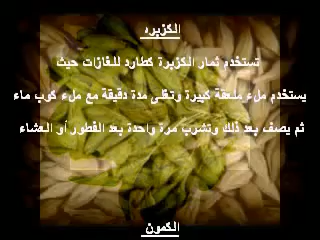 الكزبره
تستخدم ثمار الكزبرة كطارد للغازات حيث
يستخدم ملء ملعقة كبيرة وتغلى مدة دقيقة مع ملء كوب ماء
ثم يصف بعد ذلك وتشرب مرة واحدة بعد الفطور أو العشاء
الكمون